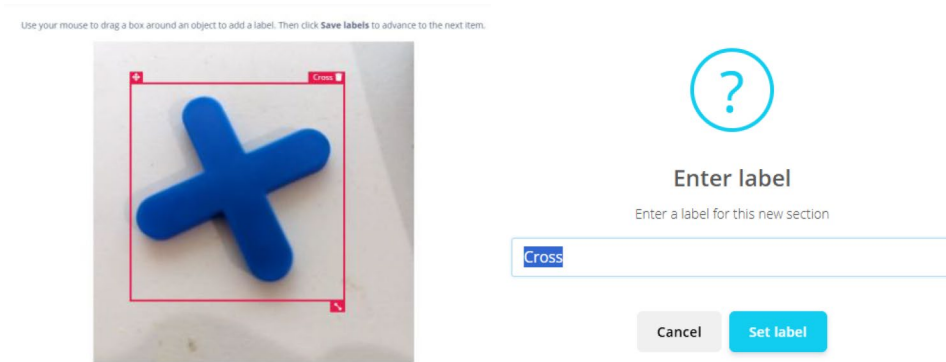 Use your mouse to drag a box around an object to add a label. Then click Save labels to advance to the next item.
Cross
?
Enter label
Enter a label for this new section
Cross
Cancel
Set label